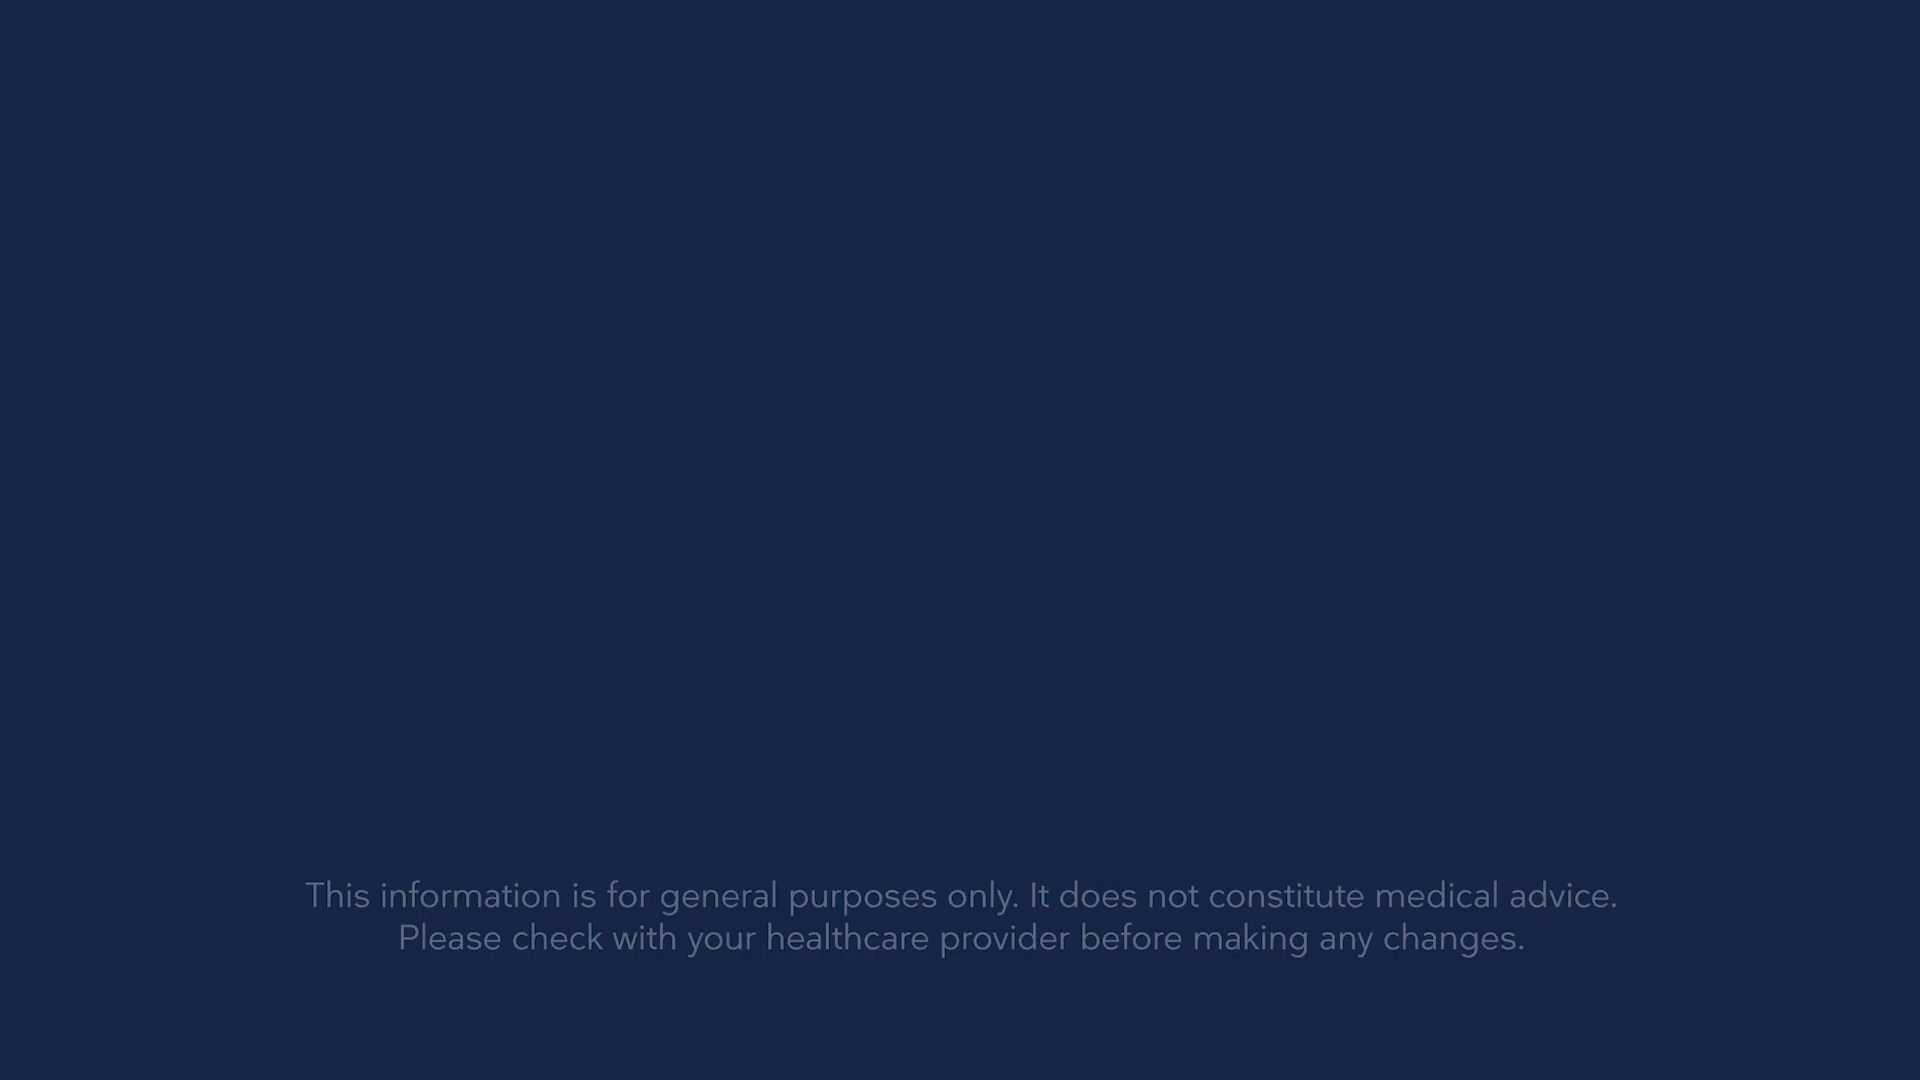 This information is for general purposes only. It does not constitute medical advice.
Please check with your healthcare provider before making any changes.